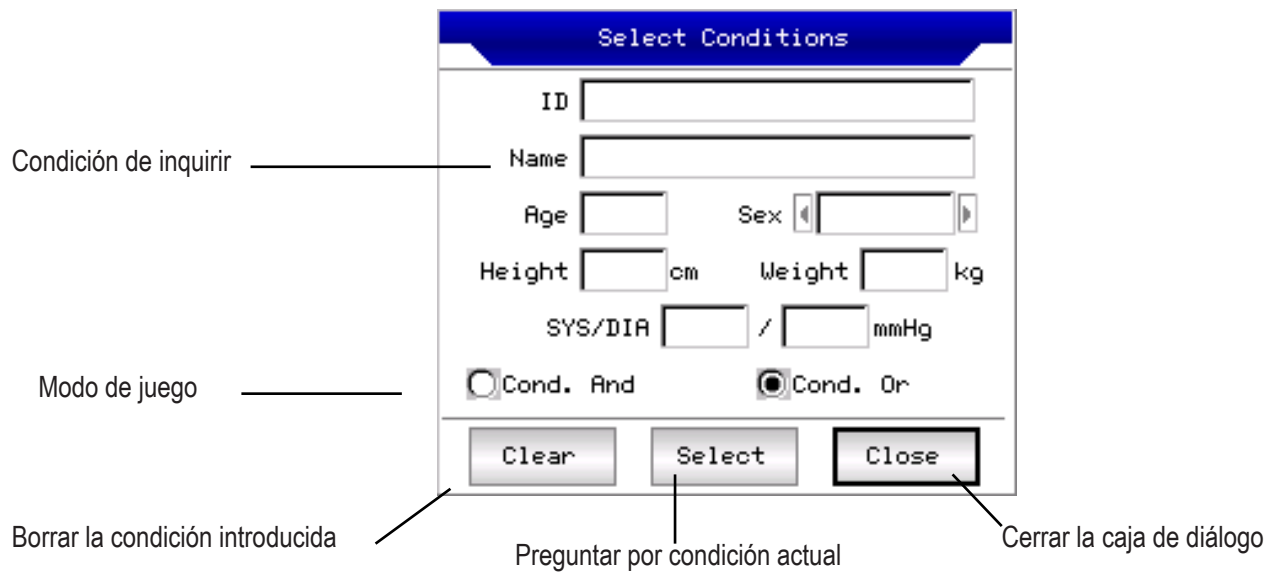 Select Conditions
ID
Condición de inquirir
Name
Age Sex
Height cm Weight kg
SYS/DIA / mmHg
Modo de juego
Cond. And Cond. Or
Clear Select Close
Borrar la condición introducida
Preguntar por condición actual
Cerrar la caja de diálogo